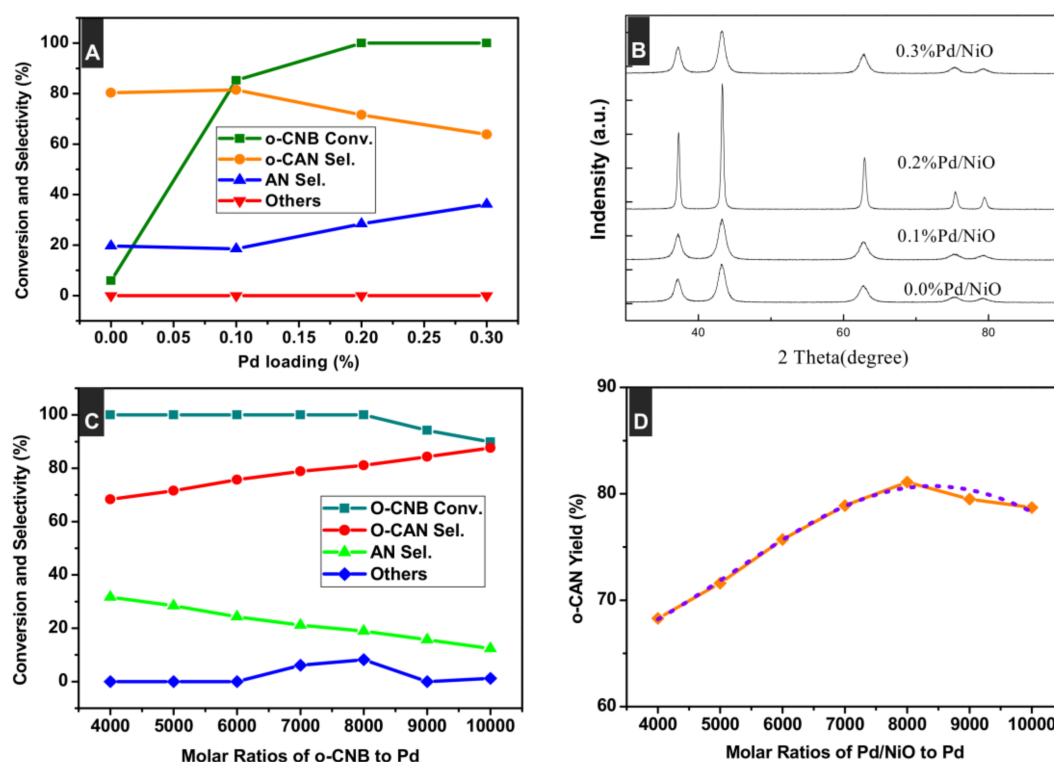 A
Conversion and Selectivity (%)
100
80
60
40
20
0
o-CNB Conv.
o-CAN Sel.
AN Sel.
Others
0.00 0.05 0.10 0.15 0.20 0.25 0.30
Pd loading (%)
B
Indensity (a.u.)
0.3%Pd/NiO
0.2%Pd/NiO
0.1%Pd/NiO
0.0%Pd/NiO
40 60 80
2 Theta(degree)
C
Conversion and Selectivity (%)
100
80
60
40
20
0
O-CNB Conv.
O-CAN Sel.
AN Sel.
Others
4000 5000 6000 7000 8000 9000 10000
Molar Ratios of o-CNB to Pd
D
o-CAN Yield (%)
90
80
70
60
4000 5000 6000 7000 8000 9000 10000
Molar Ratios of Pd/NiO to Pd